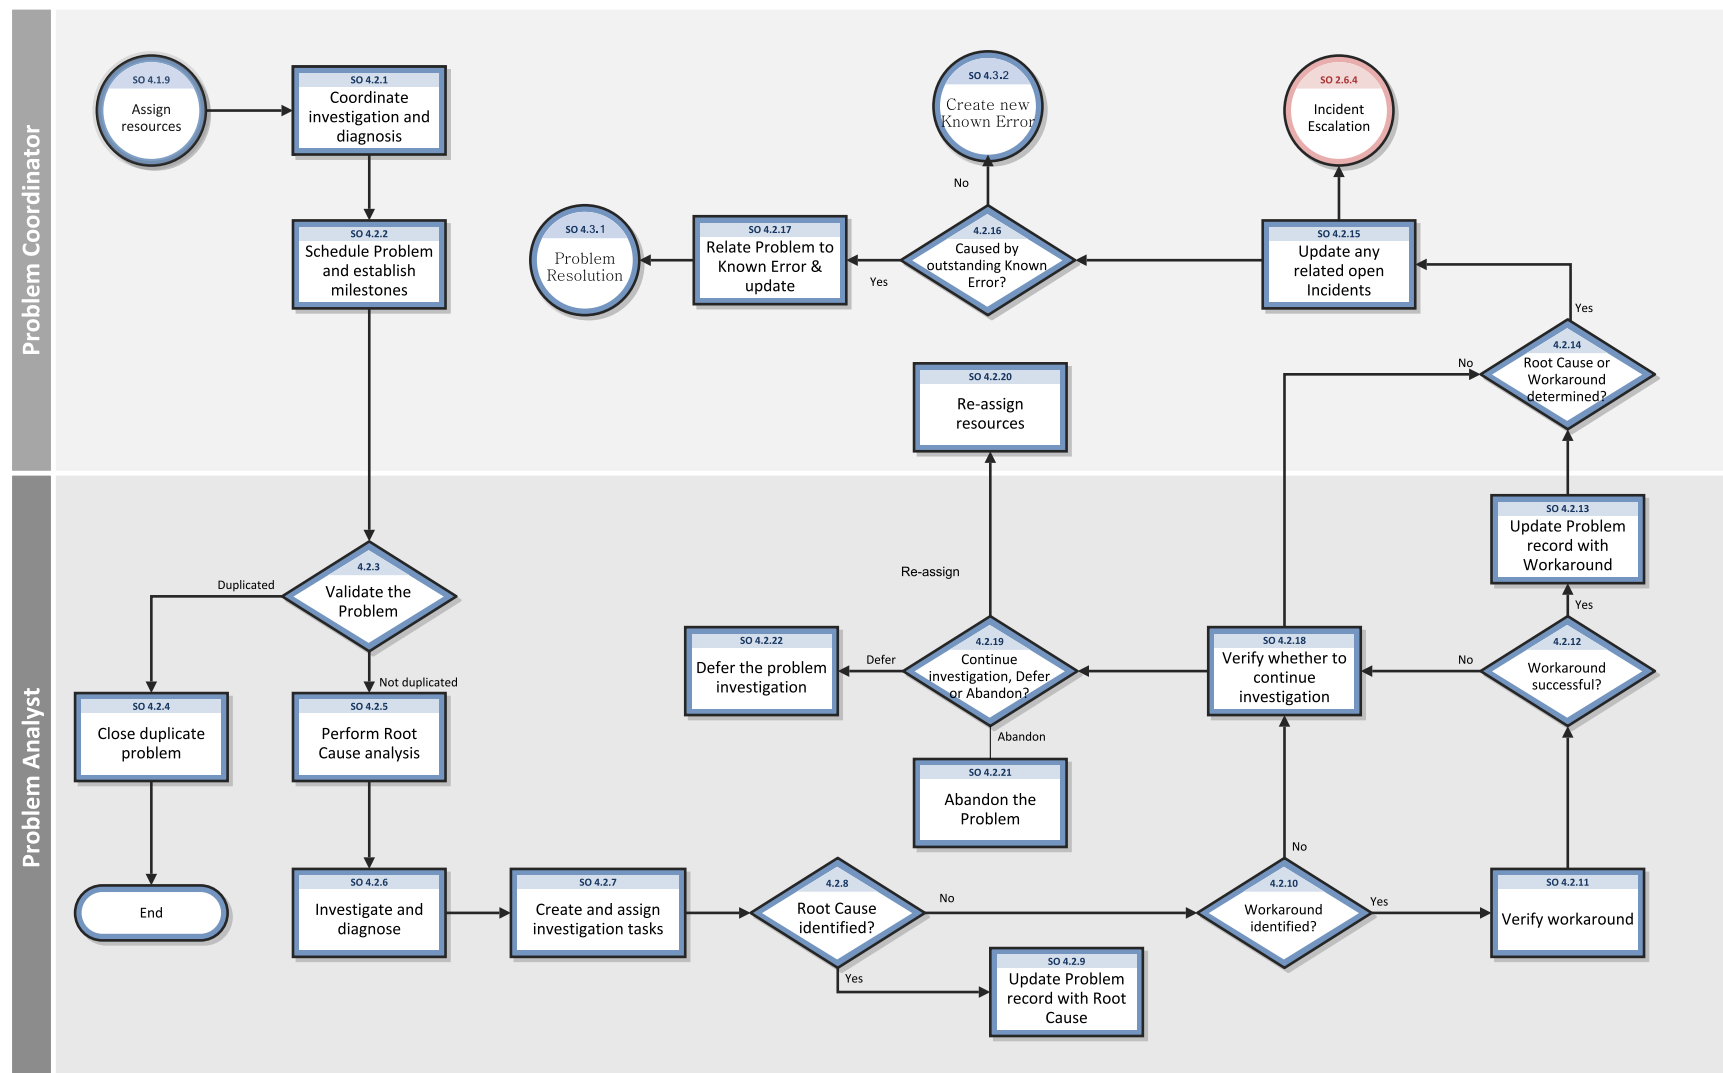 Problem Coordinator
SO 4.1.9
Assign
resources
SO 4.2.1
Coordinate
investigation and
diagnosis
SO 4.2.2
Schedule Problem
and establish
milestones
SO 4.3.1
Problem
Resolution
SO 4.2.17
Relate Problem to
Known Error &
update
Yes
SO 4.3.2
Create new
Known Error
No
4.2.16
Caused by
outstanding Known
Error?
SO 2.6.4
Incident
Escalation
SO 4.2.15
Update any
related open
Incidents
Yes
4.2.14
Root Cause or
Workaround
determined?
No
SO 4.2.20
Re-assign
resources
Problem Analyst
4.2.3
Validate the
Problem
Duplicated
Not duplicated
SO 4.2.4
Close duplicate
problem
End
SO 4.2.5
Perform Root
Cause analysis
SO 4.2.6
Investigate and
diagnose
SO 4.2.7
Create and assign
investigation tasks
4.2.8
Root Cause
identified?
No
Yes
SO 4.2.9
Update Problem
record with Root
Cause
4.2.10
Workaround
identified?
No
Yes
SO 4.2.11
Verify workaround
4.2.12
Workaround
successful?
No
Yes
SO 4.2.13
Update Problem
record with
Workaround
SO 4.2.18
Verify whether to
continue
investigation
4.2.19
Continue
investigation, Defer
or Abandon?
Re-assign
Defer
Abandon
SO 4.2.22
Defer the problem
investigation
SO 4.2.21
Abandon the
Problem